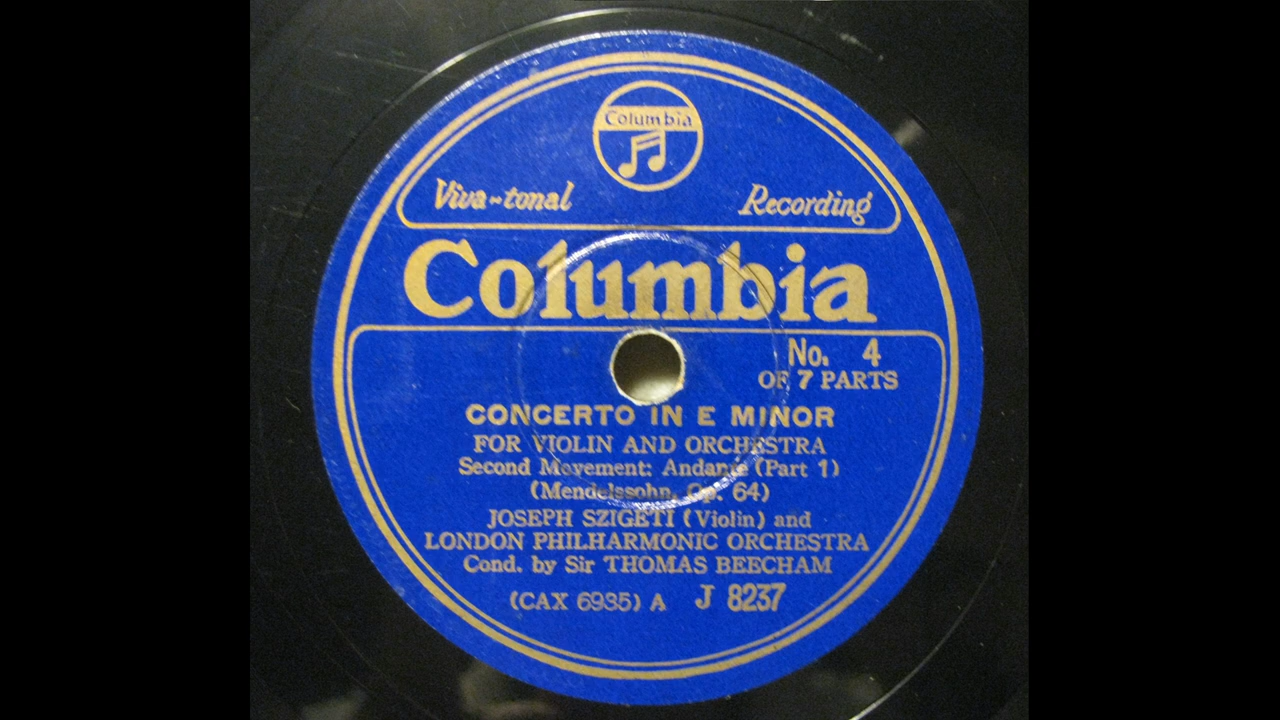 Columbia
Viva-tonal Recording
Columbia
No. 4
OF 7 PARTS
CONCERTO IN E MINOR
FOR VIOLIN AND ORCHESTRA
Second Movement: Andante (Part 1)
(Mendelssohn, Op. 64)
JOSEPH SZIGETI (Violin) and
LONDON PHILHARMONIC ORCHESTRA
Cond. by Sir THOMAS BEECHAM
(CAX 6935) A J 8237